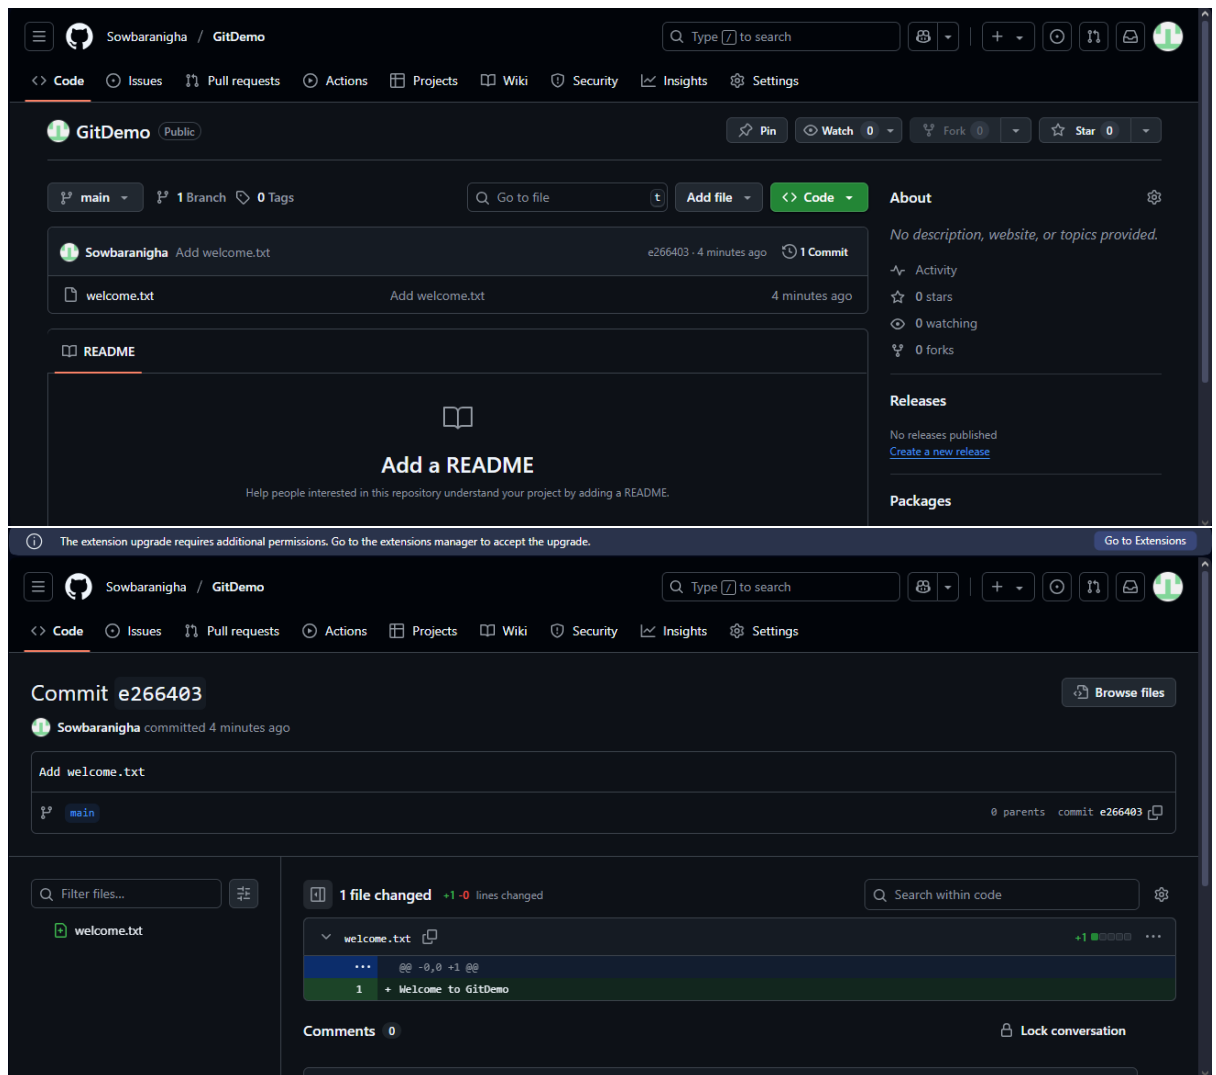 Sowbaranigha / GitDemo
Type / to search
Code Issues Pull requests Actions Projects Wiki Security Insights Settings
GitDemo Public
Pin Watch 0 Fork 0 Star 0
main 1 Branch 0 Tags
Go to file t Add file Code
Sowbaranigha Add welcome.txt e266403 · 4 minutes ago 1 Commit
welcome.txt Add welcome.txt 4 minutes ago
README
Add a README
Help people interested in this repository understand your project by adding a README.
About
No description, website, or topics provided.
Activity
0 stars
0 watching
0 forks
Releases
No releases published
Create a new release
Packages
The extension upgrade requires additional permissions. Go to the extensions manager to accept the upgrade. Go to Extensions
Sowbaranigha / GitDemo
Type / to search
Code Issues Pull requests Actions Projects Wiki Security Insights Settings
Commit e266403
Browse files
Sowbaranigha committed 4 minutes ago
Add welcome.txt
main 0 parents commit e266403
Filter files...
welcome.txt
1 file changed +1 -0 lines changed
Search within code
welcome.txt +1
@@ -0,0 +1 @@
1 + Welcome to GitDemo
Comments 0 Lock conversation